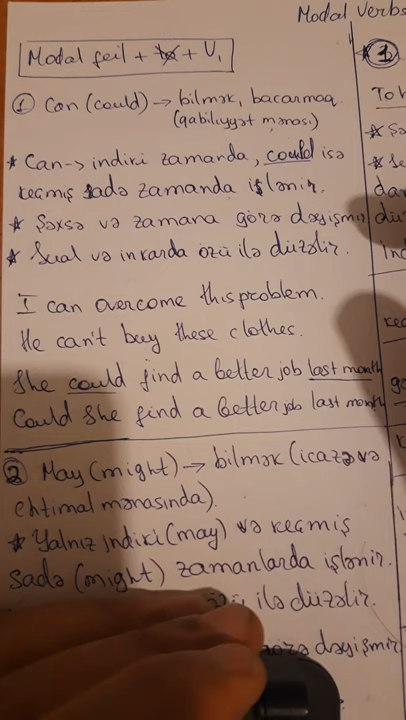 Modal Verbs
Modal feil + to + V1
① Can (could) → bilmək, bacarmaq
(qabiliyyət mənası)
* Can → indiki zamanda, could isə
keçmiş sadə zamanda işlənir.
* Şəxsə və zamana görə dəyişmir
* Sual və inkarda özü ilə düzəlir.
I can overcome this problem.
He can't buy these clothes.
She could find a better job last month
Could she find a better job last month
② May (might) → bilmək (icazə və
ehtimal mənasında).
* Yalnız indiki (may) və keçmiş
sadə (might) zamanlarda işlənir.
özü ilə düzəlir.
görə dəyişmir